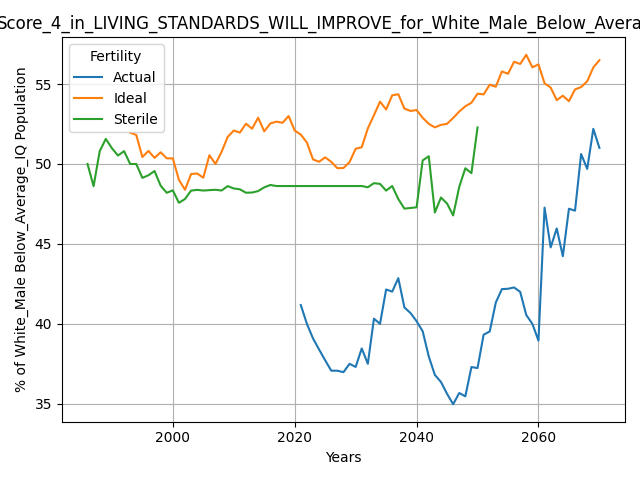 Score_4_in_LIVING_STANDARDS_WILL_IMPROVE_for_White_Male_Below_Avera
Fertility
Actual
Ideal
Sterile
% of White_Male Below_Average_IQ Population
55
50
45
40
35
2000
2020
2040
2060
Years